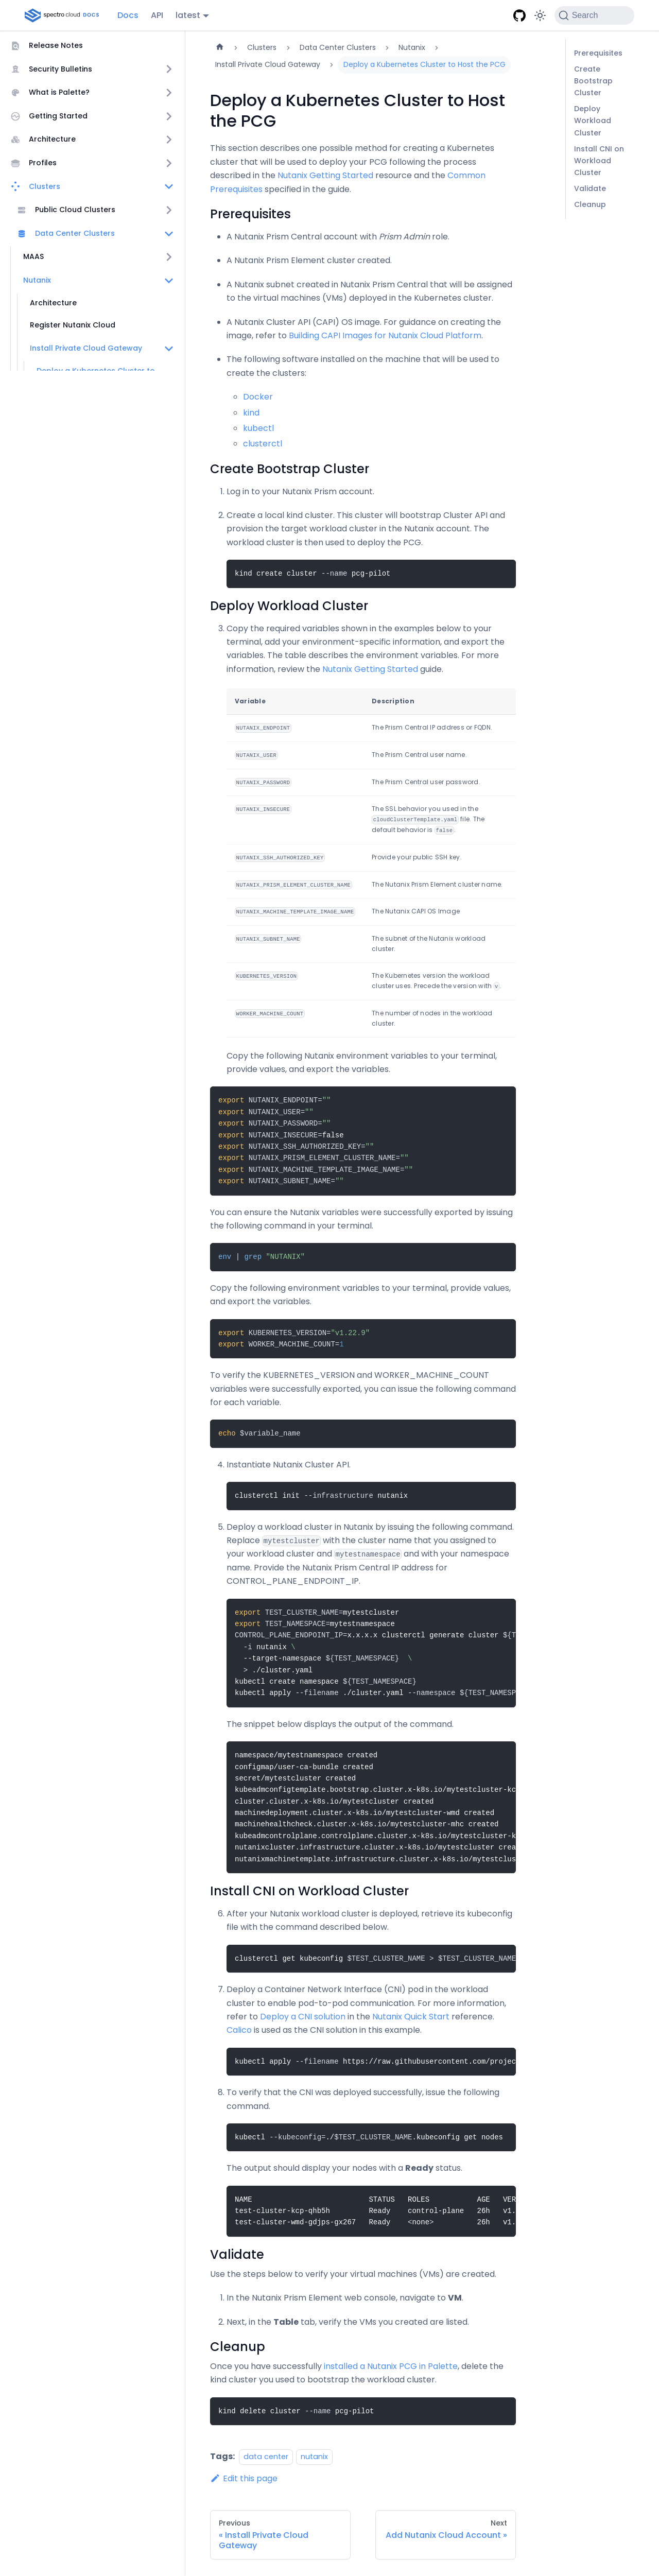 spectro cloud DOCS
Docs
API
latest
Search
Release Notes
Security Bulletins
What is Palette?
Getting Started
Architecture
Profiles
Clusters
Public Cloud Clusters
Data Center Clusters
MAAS
Nutanix
Architecture
Register Nutanix Cloud
Install Private Cloud Gateway
Deploy a Kubernetes Cluster to
Clusters
Data Center Clusters
Nutanix
Install Private Cloud Gateway
Deploy a Kubernetes Cluster to Host the PCG
Deploy a Kubernetes Cluster to Host
the PCG
This section describes one possible method for creating a Kubernetes
cluster that will be used to deploy your PCG following the process
described in the Nutanix Getting Started resource and the Common
Prerequisites specified in the guide.
Prerequisites
A Nutanix Prism Central account with Prism Admin role.
A Nutanix Prism Element cluster created.
A Nutanix subnet created in Nutanix Prism Central that will be assigned
to the virtual machines (VMs) deployed in the Kubernetes cluster.
A Nutanix Cluster API (CAPI) OS image. For guidance on creating the
image, refer to Building CAPI Images for Nutanix Cloud Platform.
The following software installed on the machine that will be used to
create the clusters:
Docker
kind
kubectl
clusterctl
Create Bootstrap Cluster
1. Log in to your Nutanix Prism account.
2. Create a local kind cluster. This cluster will bootstrap Cluster API and
provision the target workload cluster in the Nutanix account. The
workload cluster is then used to deploy the PCG.
kind create cluster --name pcg-pilot
Deploy Workload Cluster
3. Copy the required variables shown in the examples below to your
terminal, add your environment-specific information, and export the
variables. The table describes the environment variables. For more
information, review the Nutanix Getting Started guide.
Variable Description
NUTANIX_ENDPOINT The Prism Central IP address or FQDN.
NUTANIX_USER The Prism Central user name.
NUTANIX_PASSWORD The Prism Central user password.
NUTANIX_INSECURE The SSL behavior you used in the
cloudClusterTemplate.yaml file. The
default behavior is false.
NUTANIX_SSH_AUTHORIZED_KEY Provide your public SSH key.
NUTANIX_PRISM_ELEMENT_CLUSTER_NAME The Nutanix Prism Element cluster name.
NUTANIX_MACHINE_TEMPLATE_IMAGE_NAME The Nutanix CAPI OS Image
NUTANIX_SUBNET_NAME The subnet of the Nutanix workload
cluster.
KUBERNETES_VERSION The Kubernetes version the workload
cluster uses. Precede the version with v.
WORKER_MACHINE_COUNT The number of nodes in the workload
cluster.
Copy the following Nutanix environment variables to your terminal,
provide values, and export the variables.
export NUTANIX_ENDPOINT=""
export NUTANIX_USER=""
export NUTANIX_PASSWORD=""
export NUTANIX_INSECURE=false
export NUTANIX_SSH_AUTHORIZED_KEY=""
export NUTANIX_PRISM_ELEMENT_CLUSTER_NAME=""
export NUTANIX_MACHINE_TEMPLATE_IMAGE_NAME=""
export NUTANIX_SUBNET_NAME=""
You can ensure the Nutanix variables were successfully exported by issuing
the following command in your terminal.
env | grep "NUTANIX"
Copy the following environment variables to your terminal, provide values,
and export the variables.
export KUBERNETES_VERSION="v1.22.9"
export WORKER_MACHINE_COUNT=1
To verify the KUBERNETES_VERSION and WORKER_MACHINE_COUNT
variables were successfully exported, you can issue the following command
for each variable.
echo $variable_name
4. Instantiate Nutanix Cluster API.
clusterctl init --infrastructure nutanix
5. Deploy a workload cluster in Nutanix by issuing the following command.
Replace mytestcluster with the cluster name that you assigned to
your workload cluster and mytestnamespace and with your namespace
name. Provide the Nutanix Prism Central IP address for
CONTROL_PLANE_ENDPOINT_IP.
export TEST_CLUSTER_NAME=mytestcluster
export TEST_NAMESPACE=mytestnamespace
CONTROL_PLANE_ENDPOINT_IP=x.x.x.x clusterctl generate cluster ${T
-i nutanix \
--target-namespace ${TEST_NAMESPACE} \
> ./cluster.yaml
kubectl create namespace ${TEST_NAMESPACE}
kubectl apply --filename ./cluster.yaml --namespace ${TEST_NAMESP
The snippet below displays the output of the command.
namespace/mytestnamespace created
configmap/user-ca-bundle created
secret/mytestcluster created
kubeadmconfigtemplate.bootstrap.cluster.x-k8s.io/mytestcluster-kc
cluster.cluster.x-k8s.io/mytestcluster created
machinedeployment.cluster.x-k8s.io/mytestcluster-wmd created
machinehealthcheck.cluster.x-k8s.io/mytestcluster-mhc created
kubeadmcontrolplane.controlplane.cluster.x-k8s.io/mytestcluster-k
nutanixcluster.infrastructure.cluster.x-k8s.io/mytestcluster crea
nutanixmachinetemplate.infrastructure.cluster.x-k8s.io/mytestclus
Install CNI on Workload Cluster
6. After your Nutanix workload cluster is deployed, retrieve its kubeconfig
file with the command described below.
clusterctl get kubeconfig $TEST_CLUSTER_NAME > $TEST_CLUSTER_NAME
7. Deploy a Container Network Interface (CNI) pod in the workload
cluster to enable pod-to-pod communication. For more information,
refer to Deploy a CNI solution in the Nutanix Quick Start reference.
Calico is used as the CNI solution in this example.
kubectl apply --filename https://raw.githubusercontent.com/projec
8. To verify that the CNI was deployed successfully, issue the following
command.
kubectl --kubeconfig=./$TEST_CLUSTER_NAME.kubeconfig get nodes
The output should display your nodes with a Ready status.
NAME STATUS ROLES AGE VER
test-cluster-kcp-qhb5h Ready control-plane 26h v1.
test-cluster-wmd-gdjps-gx267 Ready <none> 26h v1.
Validate
Use the steps below to verify your virtual machines (VMs) are created.
1. In the Nutanix Prism Element web console, navigate to VM.
2. Next, in the Table tab, verify the VMs you created are listed.
Cleanup
Once you have successfully installed a Nutanix PCG in Palette, delete the
kind cluster you used to bootstrap the workload cluster.
kind delete cluster --name pcg-pilot
Tags: data center nutanix
Edit this page
Previous
« Install Private Cloud
Gateway
Next
Add Nutanix Cloud Account »
Prerequisites
Create
Bootstrap
Cluster
Deploy
Workload
Cluster
Install CNI on
Workload
Cluster
Validate
Cleanup